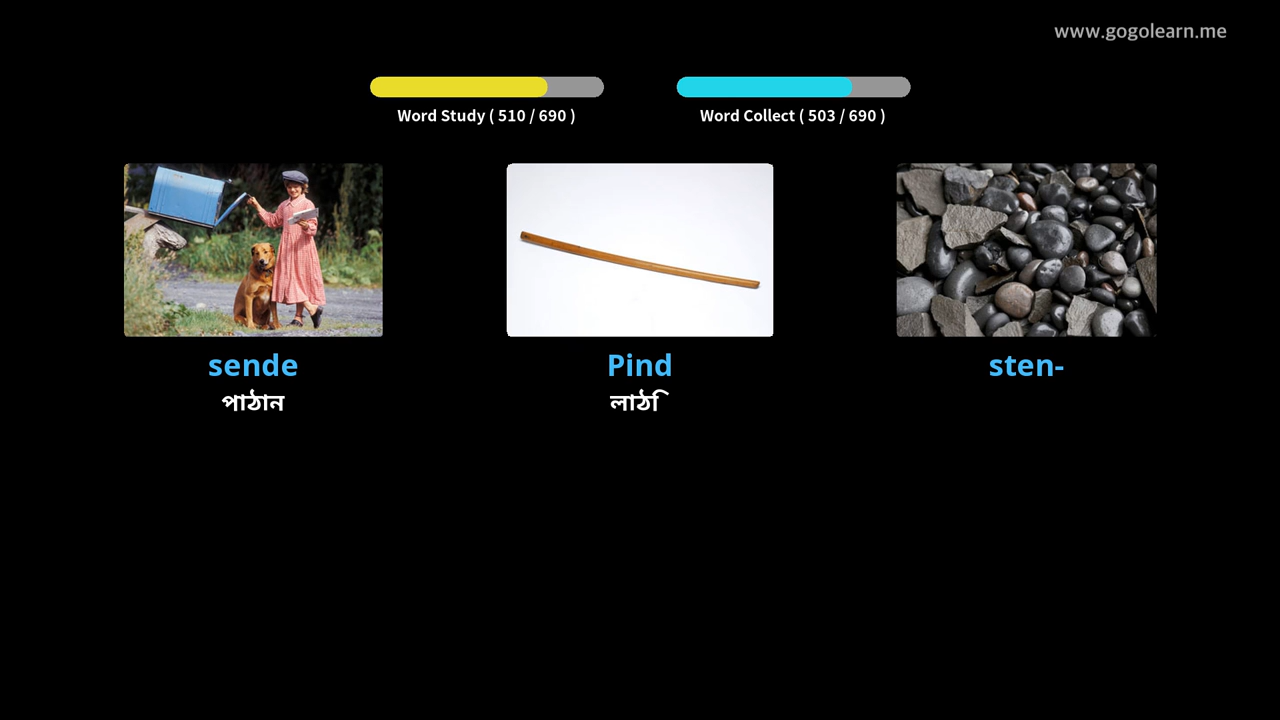 www.gogolearn.me
Word Study ( 510 / 690 )
Word Collect ( 503 / 690 )
sende
Pind
sten-
পাঠান
লাঠি